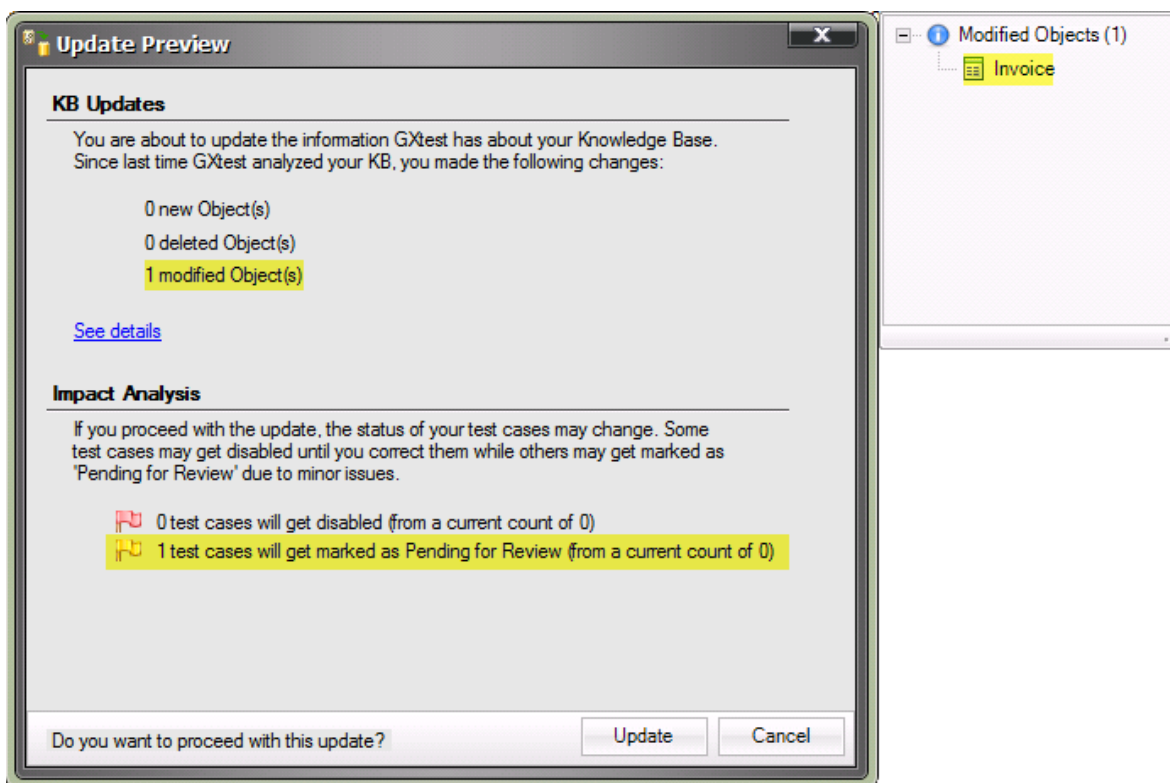 Update Preview
X
KB Updates
You are about to update the information GXtest has about your Knowledge Base.
Since last time GXtest analyzed your KB, you made the following changes:
0 new Object(s)
0 deleted Object(s)
1 modified Object(s)
See details
Impact Analysis
If you proceed with the update, the status of your test cases may change. Some
test cases may get disabled until you correct them while others may get marked as
'Pending for Review' due to minor issues.
0 test cases will get disabled (from a current count of 0)
1 test cases will get marked as Pending for Review (from a current count of 0)
Do you want to proceed with this update?
Update
Cancel
Modified Objects (1)
Invoice